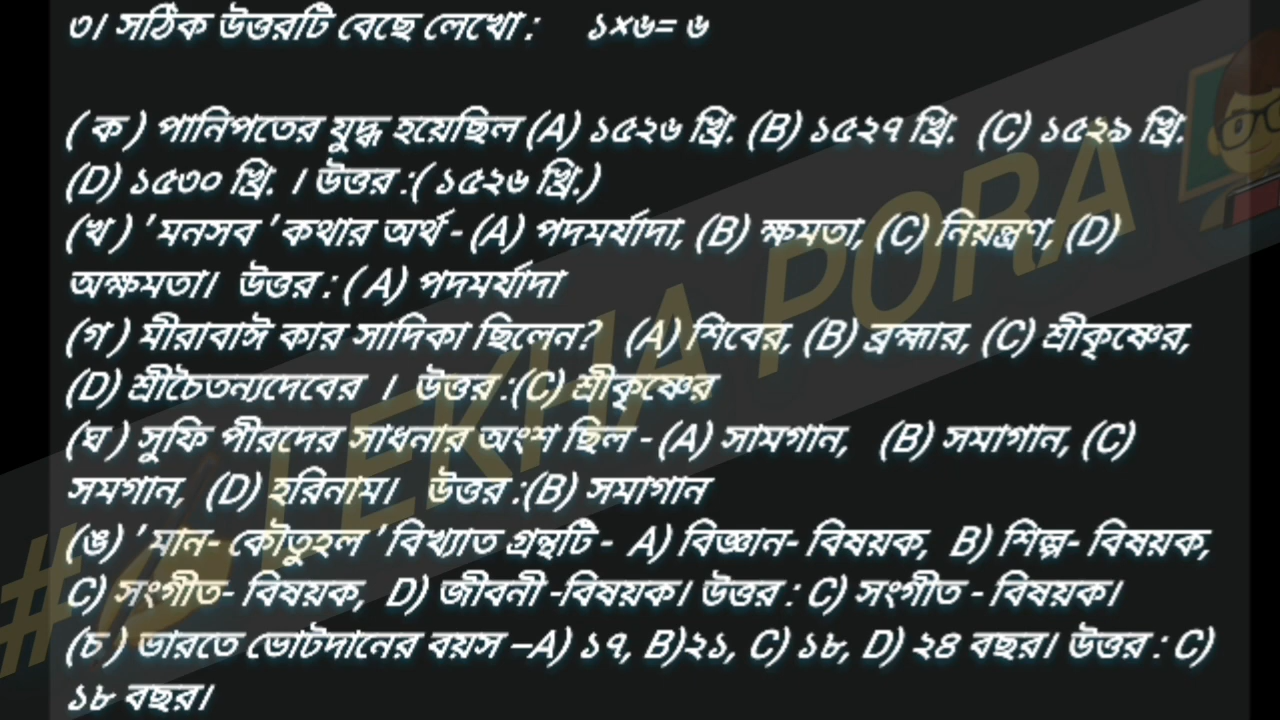 ৩। সঠিক উত্তরটি বেছে লেখো : ১×৬= ৬
( ক ) পানিপতের যুদ্ধ হয়েছিল (A) ১৫২৬ খ্রি. (B) ১৫২৭ খ্রি. (C) ১৫২৯ খ্রি.
(D) ১৫৩০ খ্রি. । উত্তর :( ১৫২৬ খ্রি.)
(খ ) ' মনসব ' কথার অর্থ - (A) পদমর্যাদা, (B) ক্ষমতা, (C) নিয়ন্ত্রণ, (D)
অক্ষমতা। উত্তর : ( A) পদমর্যাদা
(গ ) মীরাবাঈ কার সাদিকা ছিলেন? (A) শিবের, (B) ব্রহ্মার, (C) শ্রীকৃষ্ণের,
(D) শ্রীচৈতন্যদেবের । উত্তর :(C) শ্রীকৃষ্ণের
(ঘ ) সুফি পীরদের সাধনার অংশ ছিল - (A) সামগান, (B) সমাগান, (C)
সমগান, (D) হরিনাম। উত্তর :(B) সমাগান
(ঙ) ' মান- কৌতুহল ' বিখ্যাত গ্রন্থটি - A) বিজ্ঞান- বিষয়ক, B) শিল্প- বিষয়ক,
C) সংগীত- বিষয়ক, D) জীবনী -বিষয়ক। উত্তর : C) সংগীত - বিষয়ক।
(চ ) ভারতে ভোটদানের বয়স –A) ১৭, B)২১, C) ১৮, D) ২৪ বছর। উত্তর : C)
১৮ বছর।
# LEKHA PORA